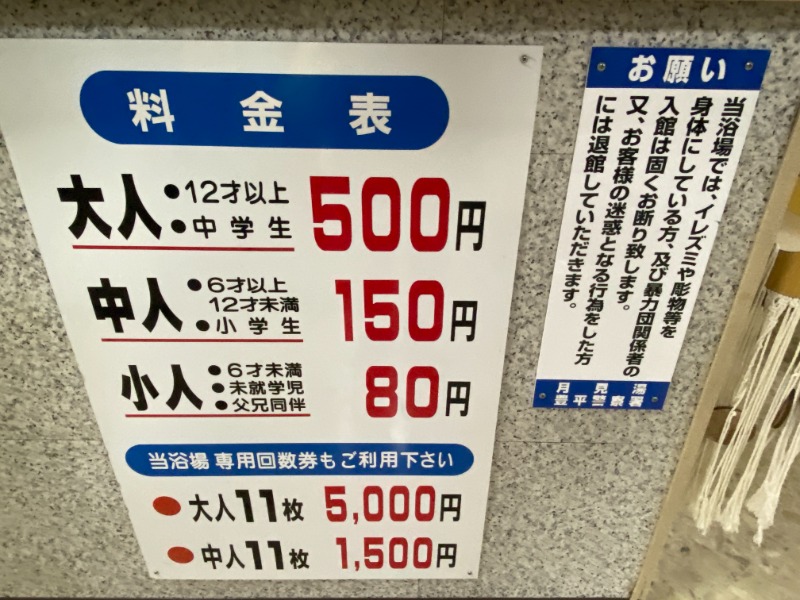 料金表
大人
●12才以上
●中学生
500円
中人
●6才以上
12才未満
●小学生
150円
小人
●6才未満
●未就学児
●父兄同伴
80円
当浴場 専用回数券もご利用下さい
●大人11枚 5,000円
●中人11枚 1,500円
お願い
当浴場では、イレズミや彫物等を
身体にしている方、及び暴力団関係者の
入館は固くお断り致します。
又、お客様の迷惑となる行為をした方
には退館していただきます。
月見湯
豊平警察署